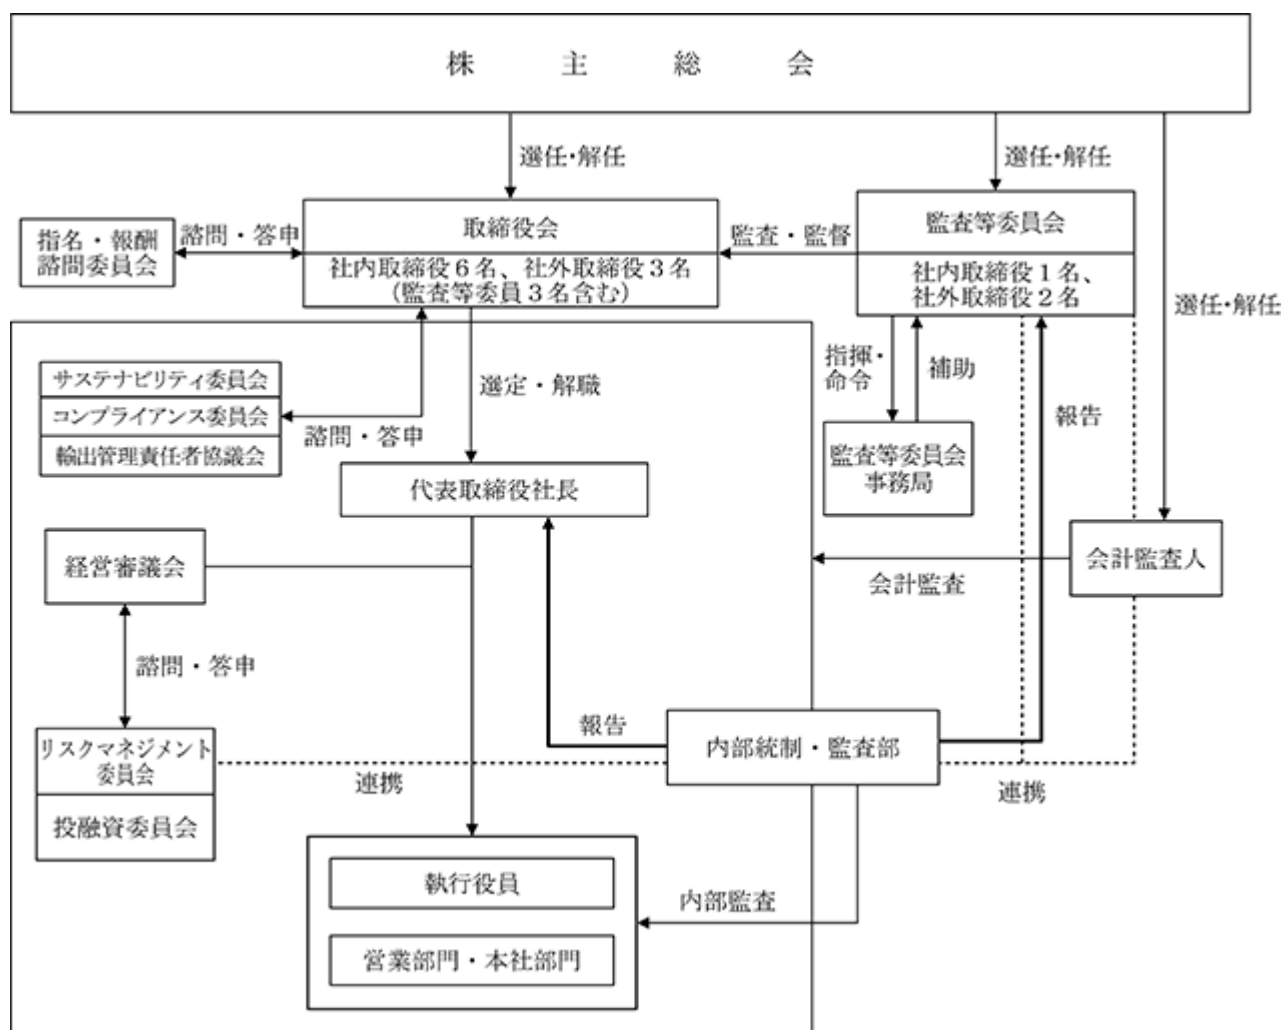 株主総会
選任・解任
選任・解任
取締役会
監査等委員会
指名・報酬
諮問委員会
諮問・答申
監査・監督
社内取締役6名、社外取締役3名
(監査等委員3名含む)
社内取締役1名、
社外取締役2名
選任・解任
サステナビリティ委員会
コンプライアンス委員会
輸出管理責任者協議会
諮問・答申
選定・解職
指揮・
命令
補助
報告
監査等委員会
事務局
代表取締役社長
経営審議会
会計監査
会計監査人
諮問・答申
報告
内部統制・監査部
リスクマネジメント
委員会
投融資委員会
連携
連携
執行役員
内部監査
営業部門・本社部門